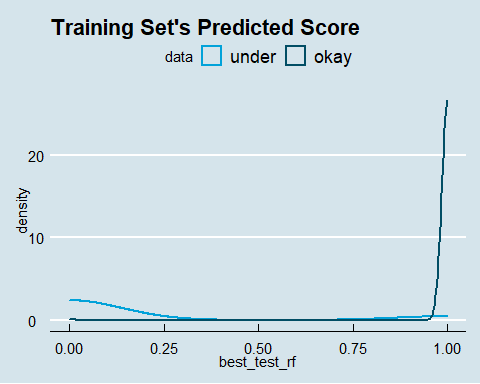 Training Set's Predicted Score
data under okay
density
20
10
0
0.00 0.25 0.50 0.75 1.00
best_test_rf